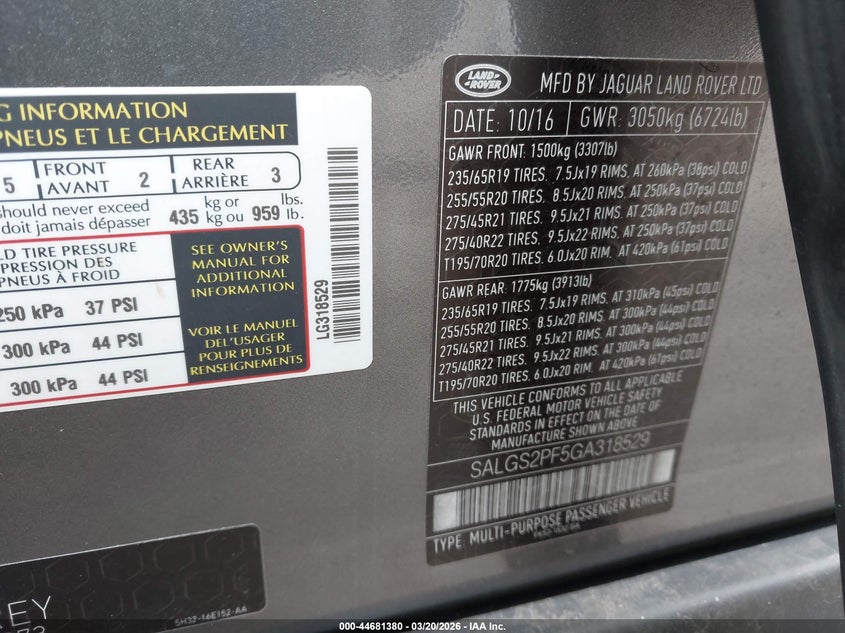 G INFORMATION
PNEUS ET LE CHARGEMENT
5 FRONT AVANT 2 REAR ARRIÈRE 3
should never exceed 435 kg or 959 lbs.
doit jamais dépasser kg ou lb.
D TIRE PRESSURE
PRESSION DES
PNEUS À FROID
250 kPa 37 PSI
300 kPa 44 PSI
300 kPa 44 PSI
SEE OWNER'S
MANUAL FOR
ADDITIONAL
INFORMATION
VOIR LE MANUEL
DEL'USAGER
POUR PLUS DE
RENSEIGNEMENTS
LG318529
LAND ROVER
MFD BY JAGUAR LAND ROVER LTD
DATE: 10/16 GWR: 3050kg (6724lb)
GAWR FRONT: 1500kg (3307lb)
235/65R19 TIRES. 7.5Jx19 RIMS, AT 260kPa (38psi) COLD
255/55R20 TIRES. 8.5Jx20 RIMS, AT 250kPa (37psi) COLD
275/45R21 TIRES. 9.5Jx21 RIMS, AT 250kPa (37psi) COLD
275/40R22 TIRES. 9.5Jx22 RIMS, AT 250kPa (37psi) COLD
T195/70R20 TIRES. 6.0Jx20 RIM. AT 420kPa (61psi) COLD
GAWR REAR: 1775kg (3913lb)
235/65R19 TIRES. 7.5Jx19 RIMS, AT 310kPa (45psi) COLD
255/55R20 TIRES. 8.5Jx20 RIMS, AT 300kPa (44psi) COLD
275/45R21 TIRES. 9.5Jx21 RIMS, AT 300kPa (44psi) COLD
275/40R22 TIRES. 9.5Jx22 RIMS, AT 300kPa (44psi) COLD
T195/70R20 TIRES. 6.0Jx20 RIM. AT 420kPa (61psi) COLD
THIS VEHICLE CONFORMS TO ALL APPLICABLE
U.S. FEDERAL MOTOR VEHICLE SAFETY
STANDARDS IN EFFECT ON THE DATE OF
MANUFACTURE SHOWN ABOVE
SALGS2PF5GA318529
TYPE: MULTI-PURPOSE PASSENGER VEHICLE
REY
5H32-16E152-AA
000-44681380 - 03/20/2026 - IAA Inc.